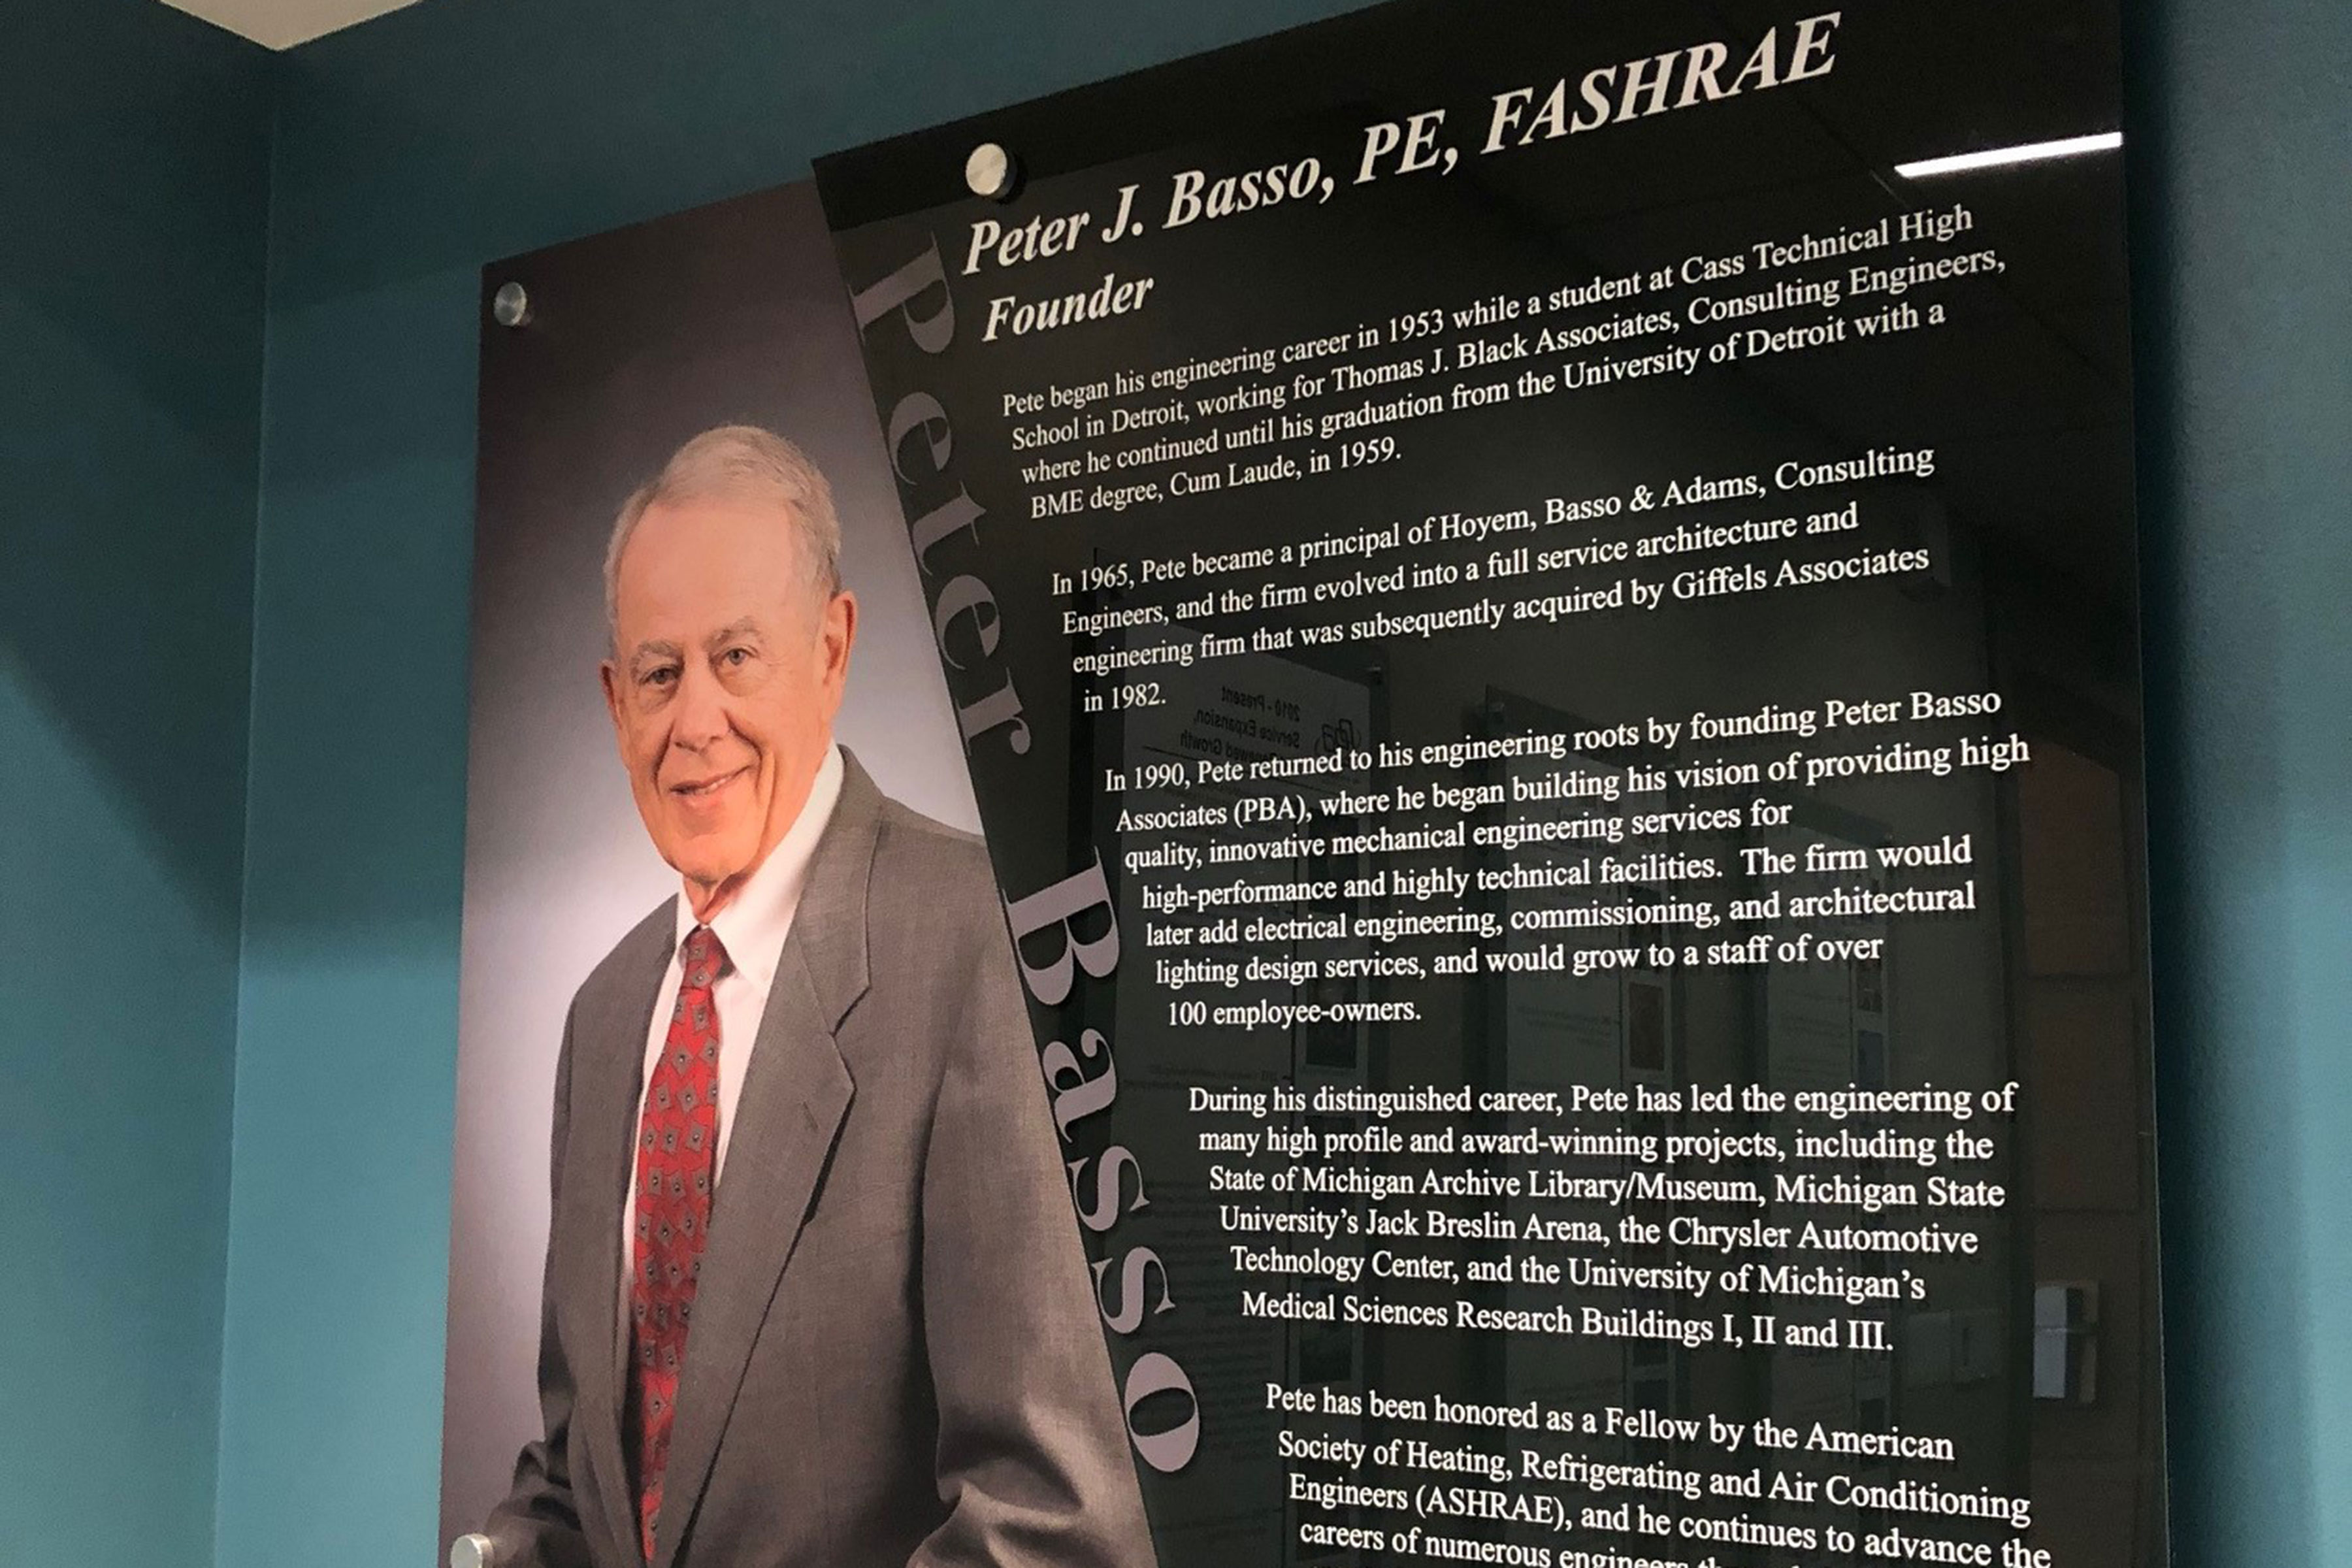 Peter J. Basso, PE, FASHRAE
Founder
Peter Basso
Pete began his engineering career in 1953 while a student at Cass Technical High
School in Detroit, working for Thomas J. Black Associates, Consulting Engineers,
where he continued until his graduation from the University of Detroit with a
BME degree, Cum Laude, in 1959.
In 1965, Pete became a principal of Hoyem, Basso & Adams, Consulting
Engineers, and the firm evolved into a full service architecture and
engineering firm that was subsequently acquired by Giffels Associates
in 1982.
In 1990, Pete returned to his engineering roots by founding Peter Basso
Associates (PBA), where he began building his vision of providing high
quality, innovative mechanical engineering services for
high-performance and highly technical facilities. The firm would
later add electrical engineering, commissioning, and architectural
lighting design services, and would grow to a staff of over
100 employee-owners.
During his distinguished career, Pete has led the engineering of
many high profile and award-winning projects, including the
State of Michigan Archive Library/Museum, Michigan State
University's Jack Breslin Arena, the Chrysler Automotive
Technology Center, and the University of Michigan's
Medical Sciences Research Buildings I, II and III.
Pete has been honored as a Fellow by the American
Society of Heating, Refrigerating and Air Conditioning
Engineers (ASHRAE), and he continues to advance the
careers of numerous engineers
2010 - Present
Service Expansion,
Growth